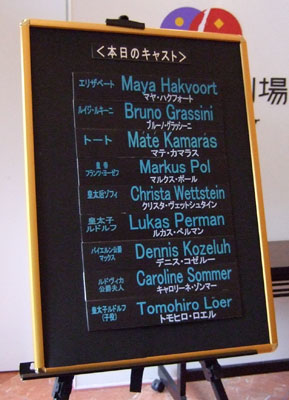 <本日のキャスト>
エリザベート Maya Hakvoort
マヤ・ハクフォート
ルイジ・ルキーニ Bruno Grassini
ブルーノ・グラッシーニ
トート Maté Kamaras
マテ・カマラス
皇帝 フランツ・ヨーゼフ Markus Pol
マルクス・ポール
皇太后ゾフィ Christa Wettstein
クリスタ・ヴェットシュタイン
皇太子 ルドルフ Lukas Perman
ルカス・ペルマン
バイエルン公爵 マックス Dennis Kozeluh
デニス・コゼルー
ルドヴィカ 公爵夫人 Caroline Sommer
キャロリーネ・ゾンマー
皇太子ルドルフ (子役) Tomohiro Löer
トモヒロ・ロエル
劇場